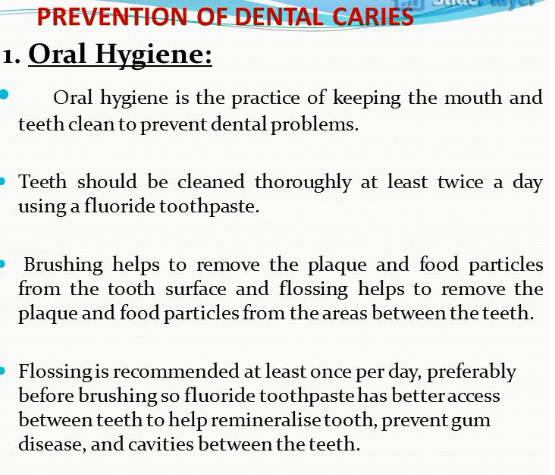 PREVENTION OF DENTAL CARIES
1. Oral Hygiene:
Oral hygiene is the practice of keeping the mouth and
teeth clean to prevent dental problems.
Teeth should be cleaned thoroughly at least twice a day
using a fluoride toothpaste.
Brushing helps to remove the plaque and food particles
from the tooth surface and flossing helps to remove the
plaque and food particles from the areas between the teeth.
Flossing is recommended at least once per day, preferably
before brushing so fluoride toothpaste has better access
between teeth to help remineralise tooth, prevent gum
disease, and cavities between the teeth.